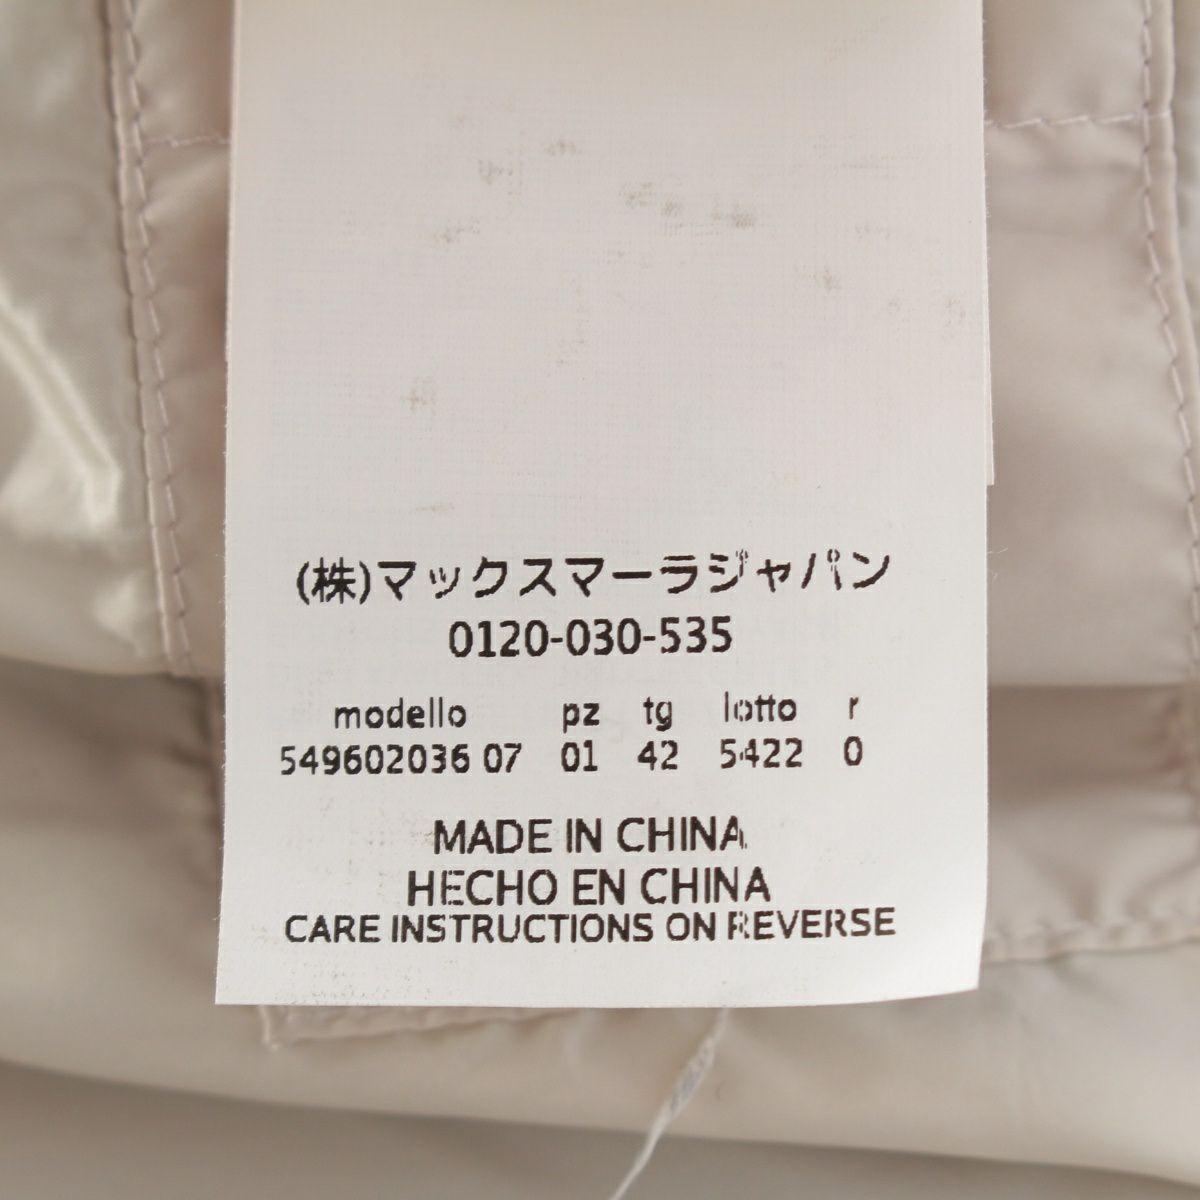 (株)マックスマーラジャパン
0120-030-535
modello pz tg lotto r
549602036 07 01 42 5422 0
MADE IN CHINA
HECHO EN CHINA
CARE INSTRUCTIONS ON REVERSE